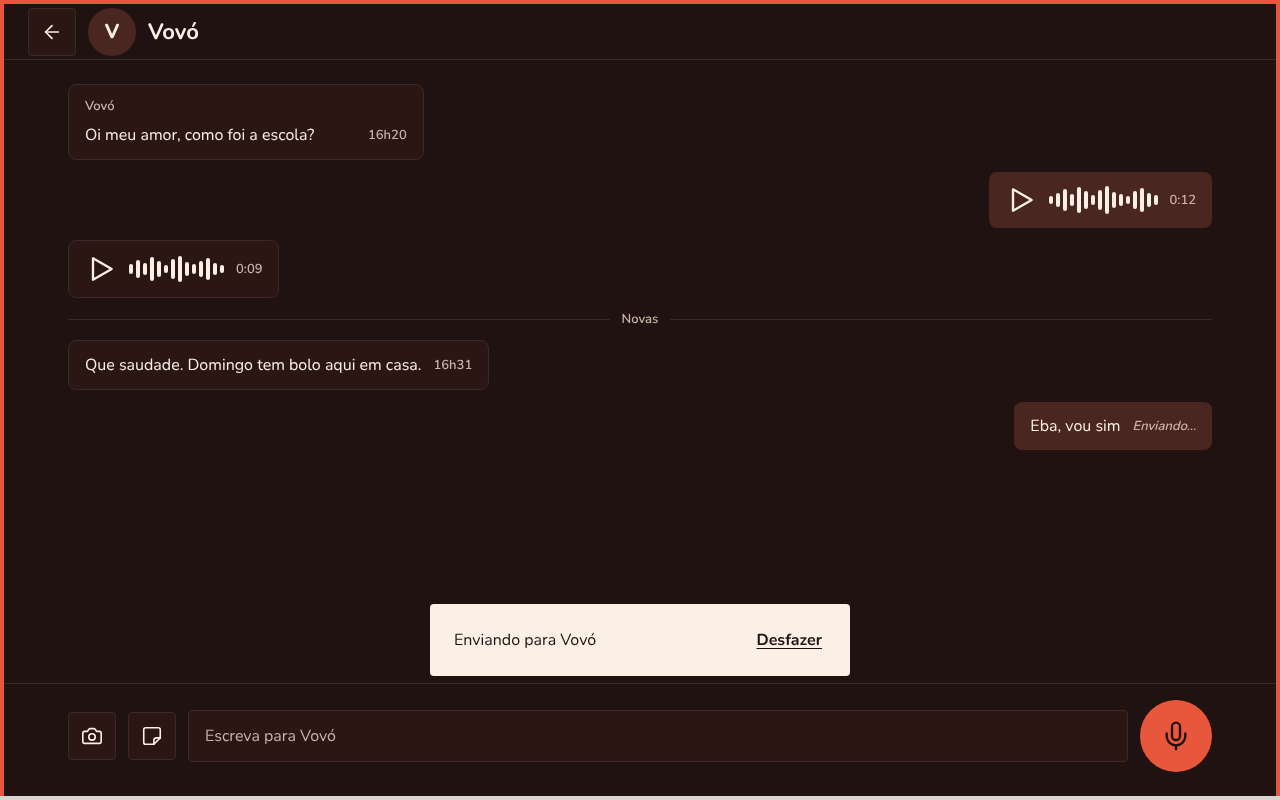 V Vovó
Vovó
Oi meu amor, como foi a escola? 16h20
0:12
0:09
Novas
Que saudade. Domingo tem bolo aqui em casa. 16h31
Eba, vou sim Enviando...
Enviando para Vovó Desfazer
Escreva para Vovó